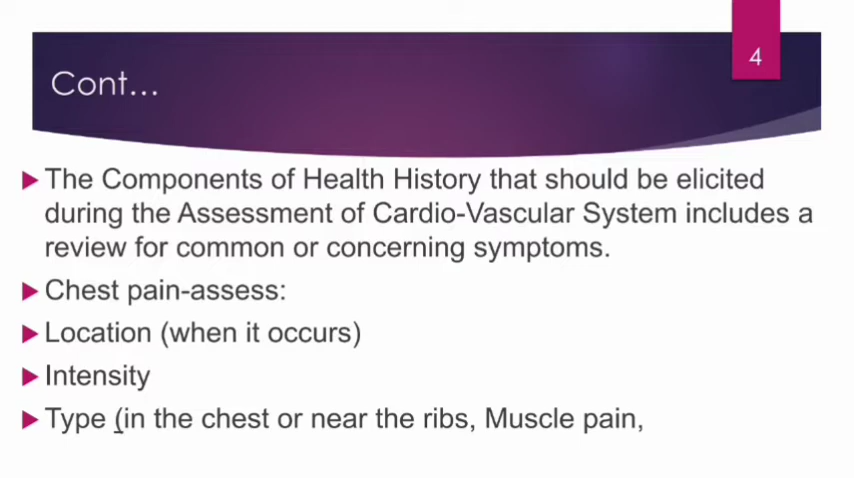 4
Cont...
The Components of Health History that should be elicited
during the Assessment of Cardio-Vascular System includes a
review for common or concerning symptoms.
Chest pain-assess:
Location (when it occurs)
Intensity
Type (in the chest or near the ribs, Muscle pain,